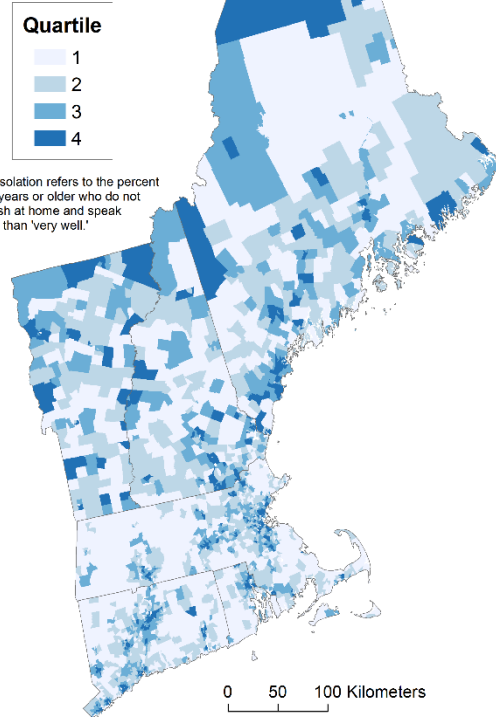 Quartile
1
2
3
4
solation refers to the percent
years or older who do not
sh at home and speak
than 'very well.'
0 50 100 Kilometers